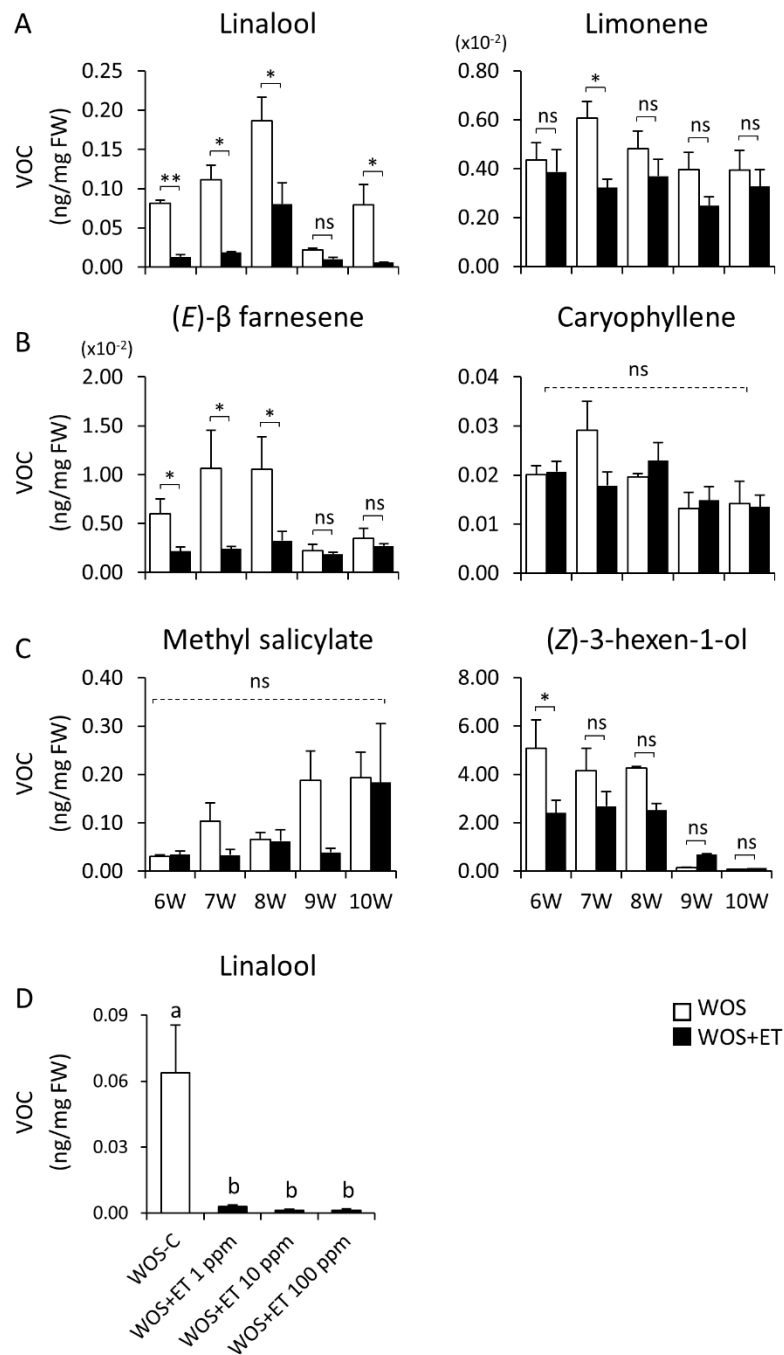 A
Linalool
VOC
(ng/mg FW)
0.25
0.20
0.15
0.10
0.05
0.00
**
*
*
ns
*
Limonene
(x10⁻²)
0.80
0.60
0.40
0.20
0.00
ns
*
ns
ns
ns
B
(E)-β farnesene
(x10⁻²)
VOC
(ng/mg FW)
2.00
1.50
1.00
0.50
0.00
*
*
*
ns
ns
Caryophyllene
0.04
0.03
0.02
0.01
0.00
ns
C
Methyl salicylate
VOC
(ng/mg FW)
0.40
0.30
0.20
0.10
0.00
ns
6W 7W 8W 9W 10W
(Z)-3-hexen-1-ol
8.00
6.00
4.00
2.00
0.00
*
ns
ns
ns
ns
6W 7W 8W 9W 10W
D
Linalool
VOC
(ng/mg FW)
0.09
0.06
0.03
0.00
a
b
b
b
WOS-C
WOS+ET 1 ppm
WOS+ET 10 ppm
WOS+ET 100 ppm
WOS
WOS+ET